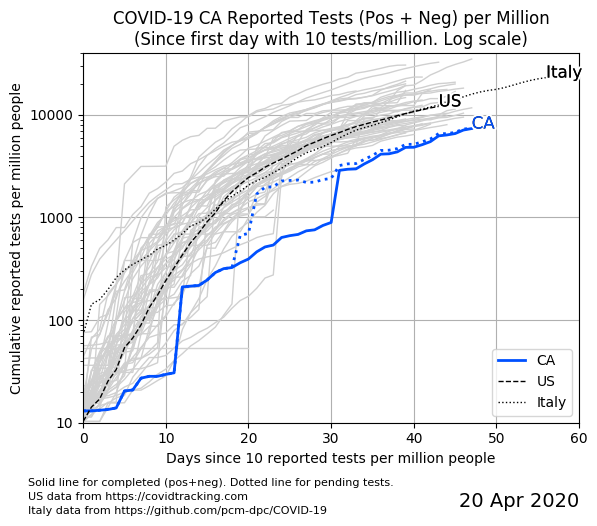 COVID-19 CA Reported Tests (Pos + Neg) per Million
(Since first day with 10 tests/million. Log scale)
Cumulative reported tests per million people
10000
1000
100
10
Italy
US
CA
CA
US
Italy
0 10 20 30 40 50 60
Days since 10 reported tests per million people
Solid line for completed (pos+neg). Dotted line for pending tests.
US data from https://covidtracking.com
Italy data from https://github.com/pcm-dpc/COVID-19
20 Apr 2020